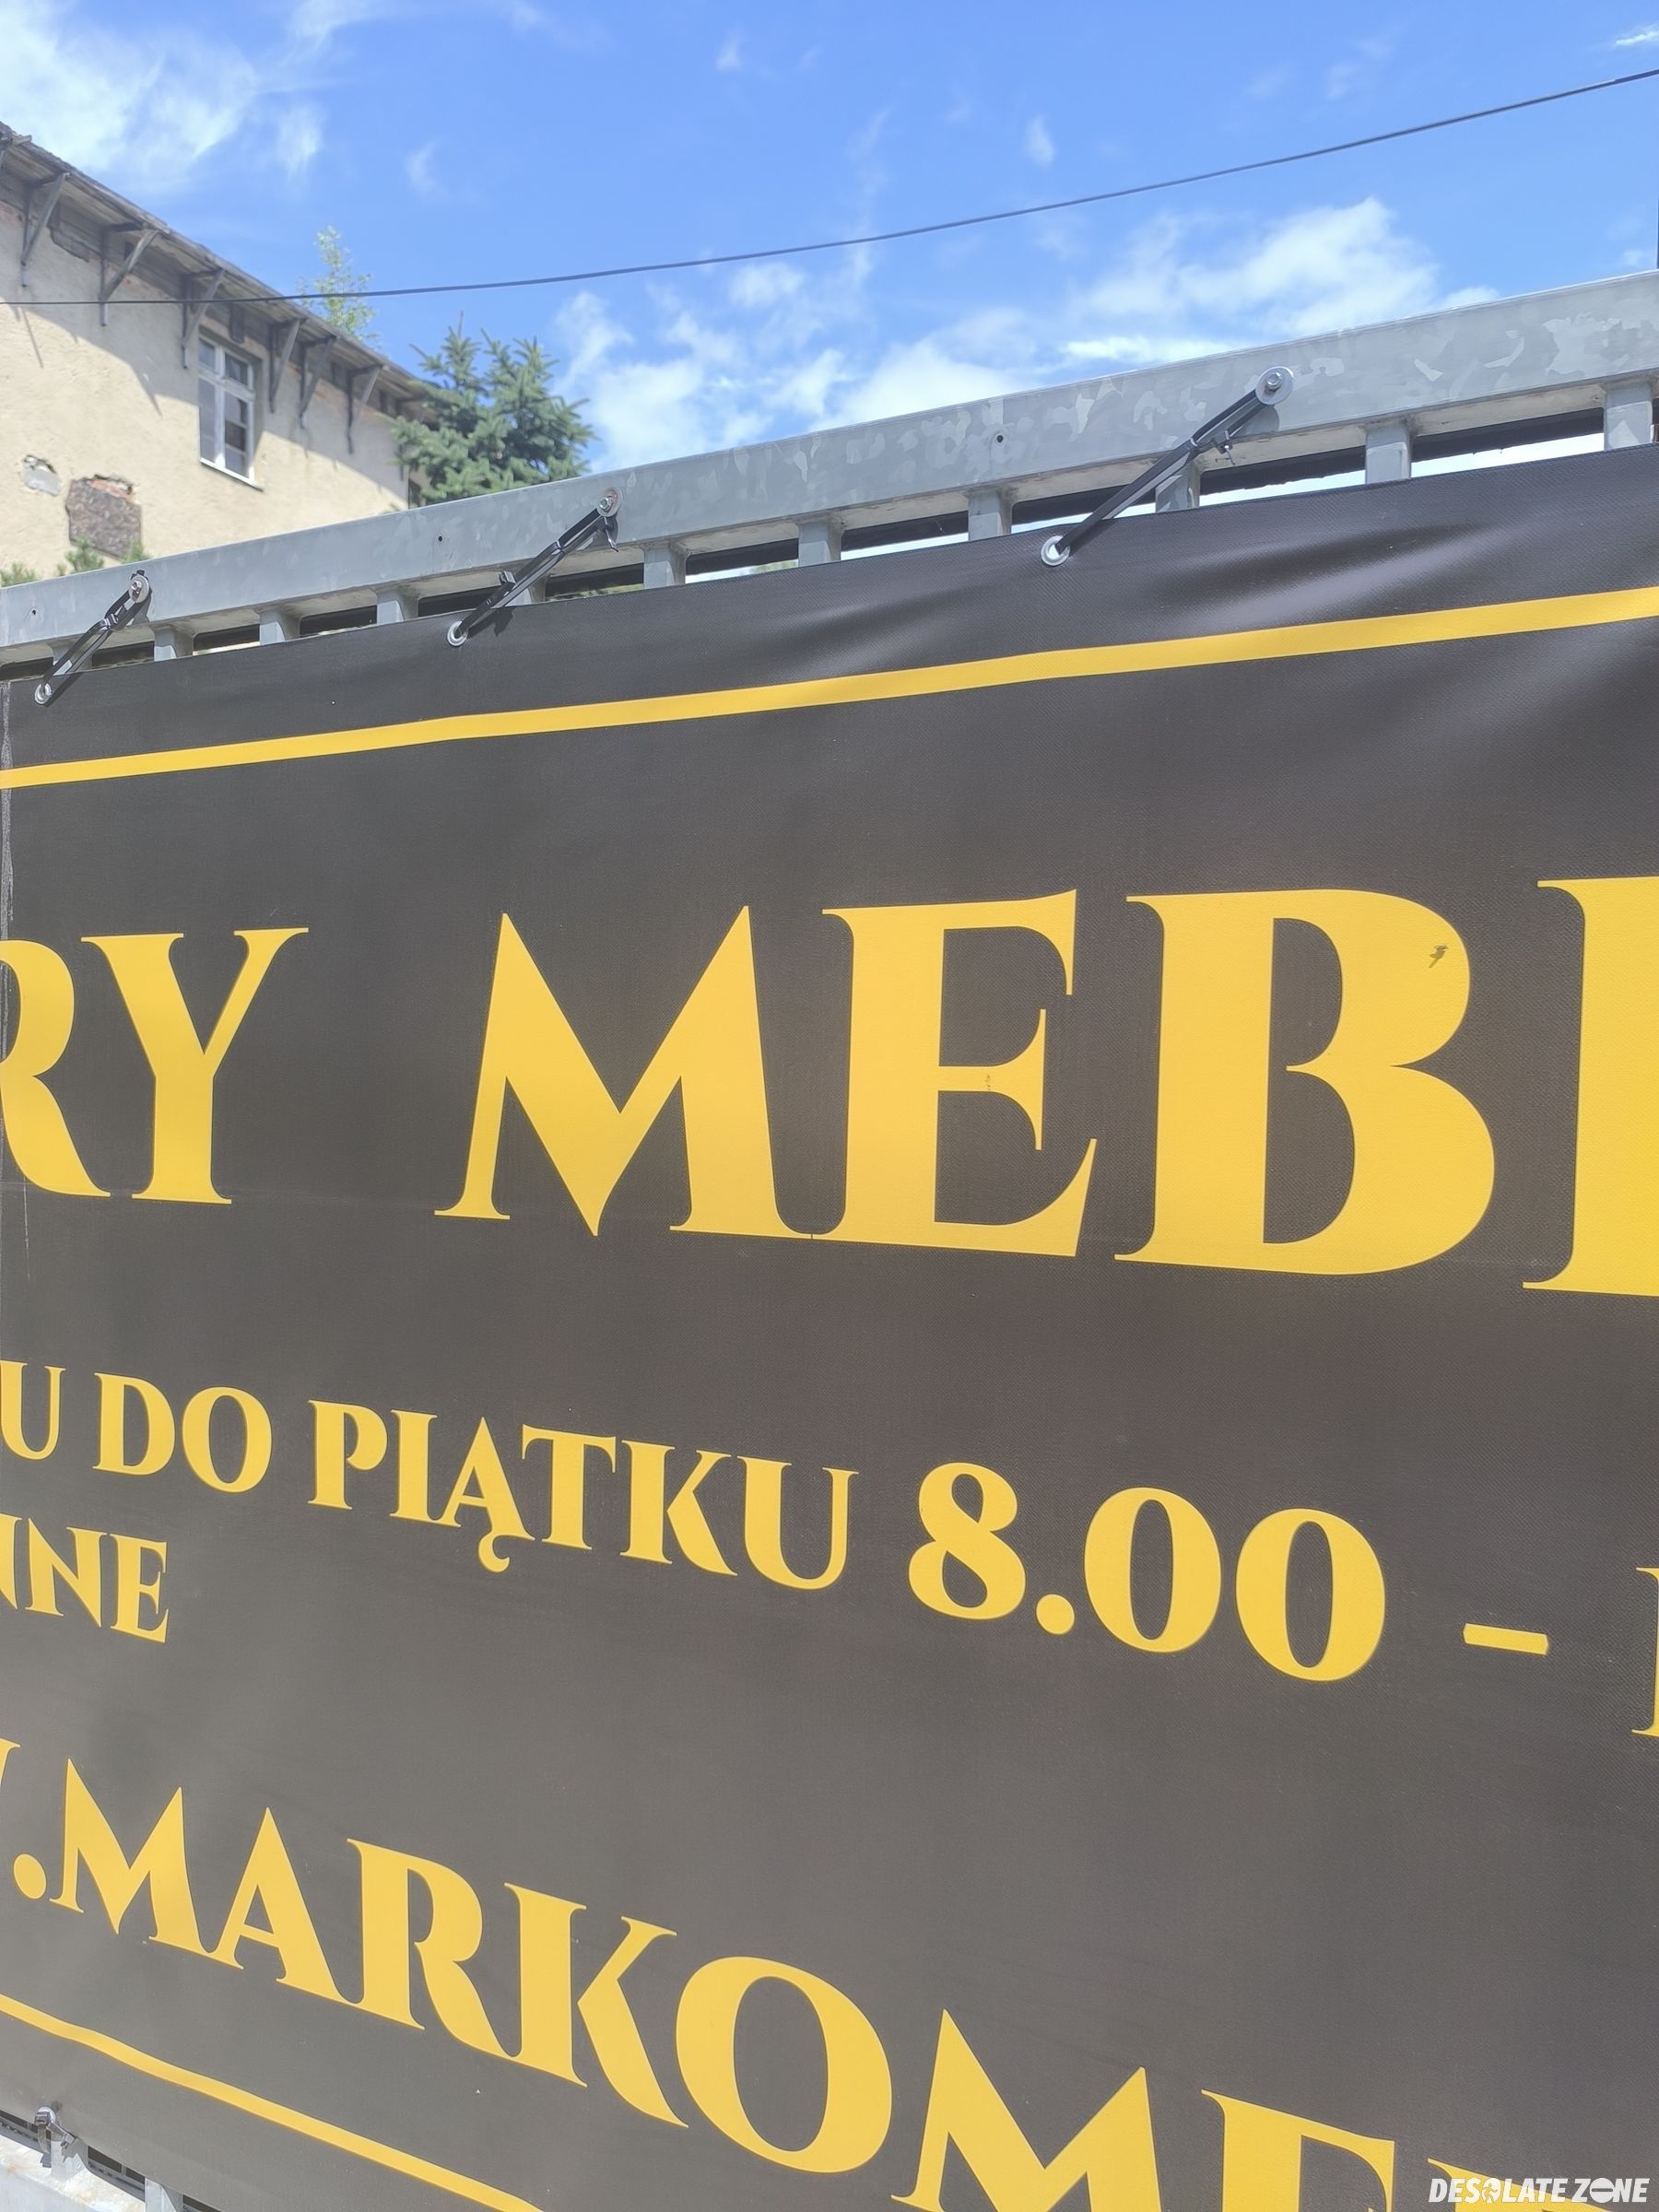 RY MEB
U DO PIĄTKU 8.00 -
NNE
.MARKOME
DESOLATE ZONE